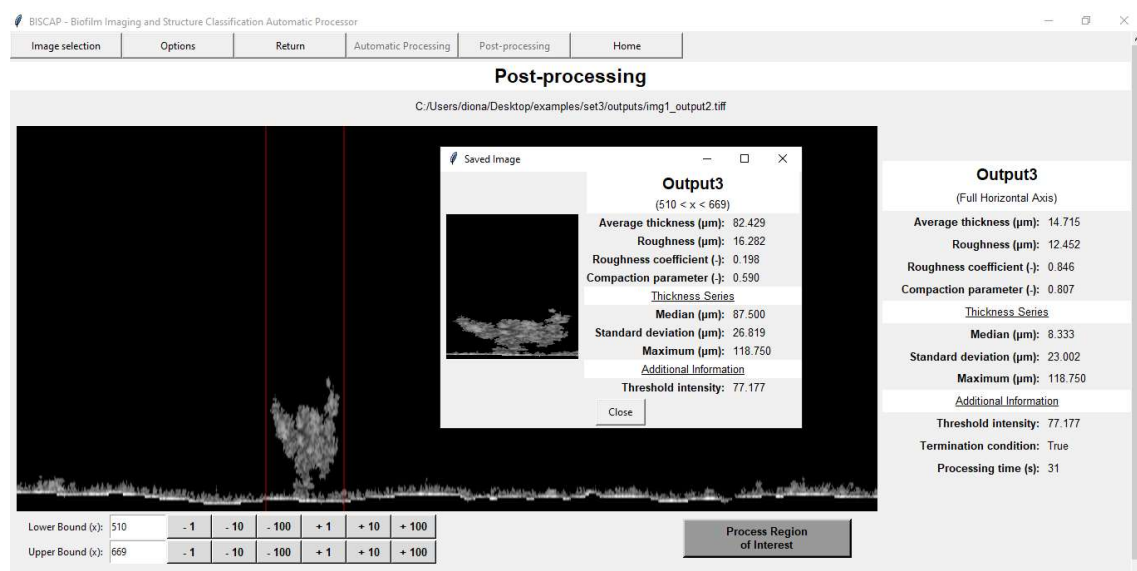 BISCAP - Biofilm Imaging and Structure Classification Automatic Processor
Image selection Options Return Automatic Processing Post-processing Home
Post-processing
C:/Users/diona/Desktop/examples/set3/outputs/img1_output2.tiff
Saved Image
Output3
(510 < x < 669)
Average thickness (µm): 82.429
Roughness (µm): 16.282
Roughness coefficient (-): 0.198
Compaction parameter (-): 0.590
Thickness Series
Median (µm): 87.500
Standard deviation (µm): 26.819
Maximum (µm): 118.750
Additional Information
Threshold intensity: 77.177
Close
Output3
(Full Horizontal Axis)
Average thickness (µm): 14.715
Roughness (µm): 12.452
Roughness coefficient (-): 0.846
Compaction parameter (-): 0.807
Thickness Series
Median (µm): 8.333
Standard deviation (µm): 23.002
Maximum (µm): 118.750
Additional Information
Threshold intensity: 77.177
Termination condition: True
Processing time (s): 31
Lower Bound (x): 510 - 1 - 10 - 100 + 1 + 10 + 100
Upper Bound (x): 669 - 1 - 10 - 100 + 1 + 10 + 100
Process Region
of Interest